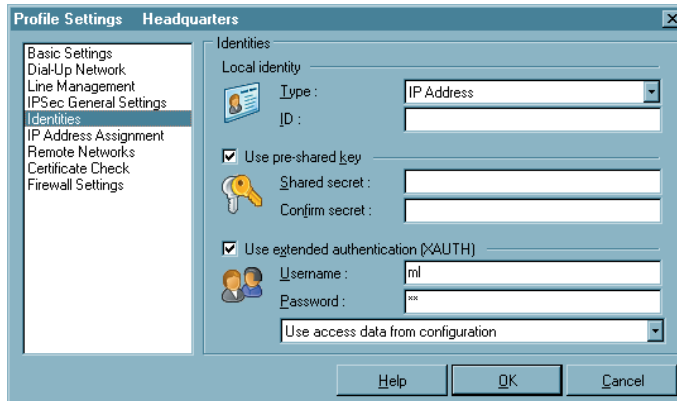 Profile Settings Headquarters
Basic Settings
Dial-Up Network
Line Management
IPSec General Settings
Identities
IP Address Assignment
Remote Networks
Certificate Check
Firewall Settings
Identities
Local identity
Type :
IP Address
ID :
Use pre-shared key
Shared secret :
Confirm secret :
Use extended authentication (XAUTH)
Username :
ml
Password :
**
Use access data from configuration
Help
OK
Cancel